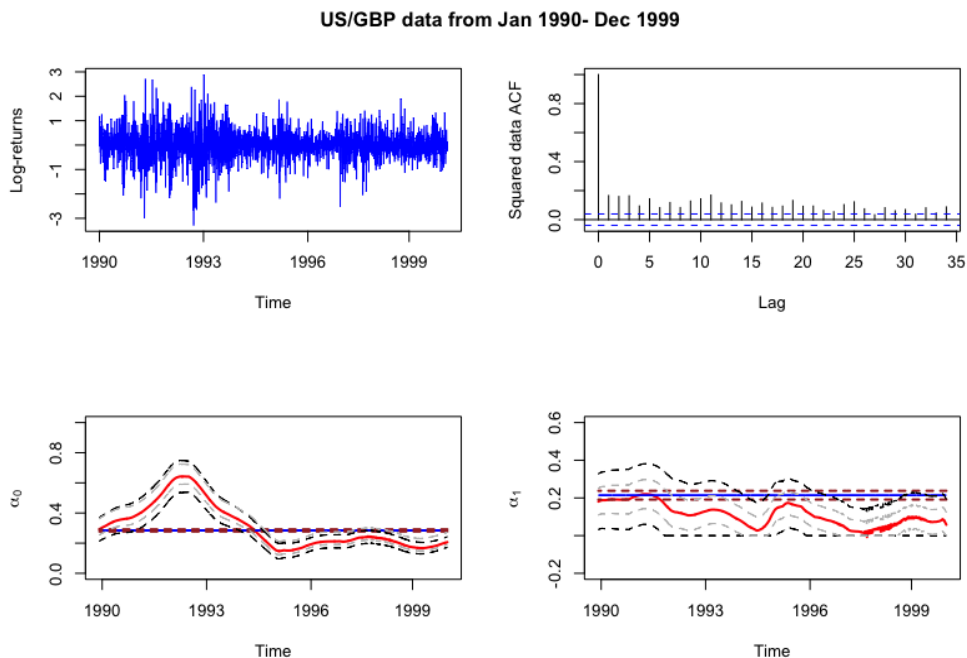 US/GBP data from Jan 1990- Dec 1999
Log-returns
3
1
-1
-3
1990 1993 1996 1999
Time
Squared data ACF
0.8
0.4
0.0
0 5 10 15 20 25 30 35
Lag
α0
0.8
0.4
0.0
1990 1993 1996 1999
Time
α1
0.6
0.2
-0.2
1990 1993 1996 1999
Time